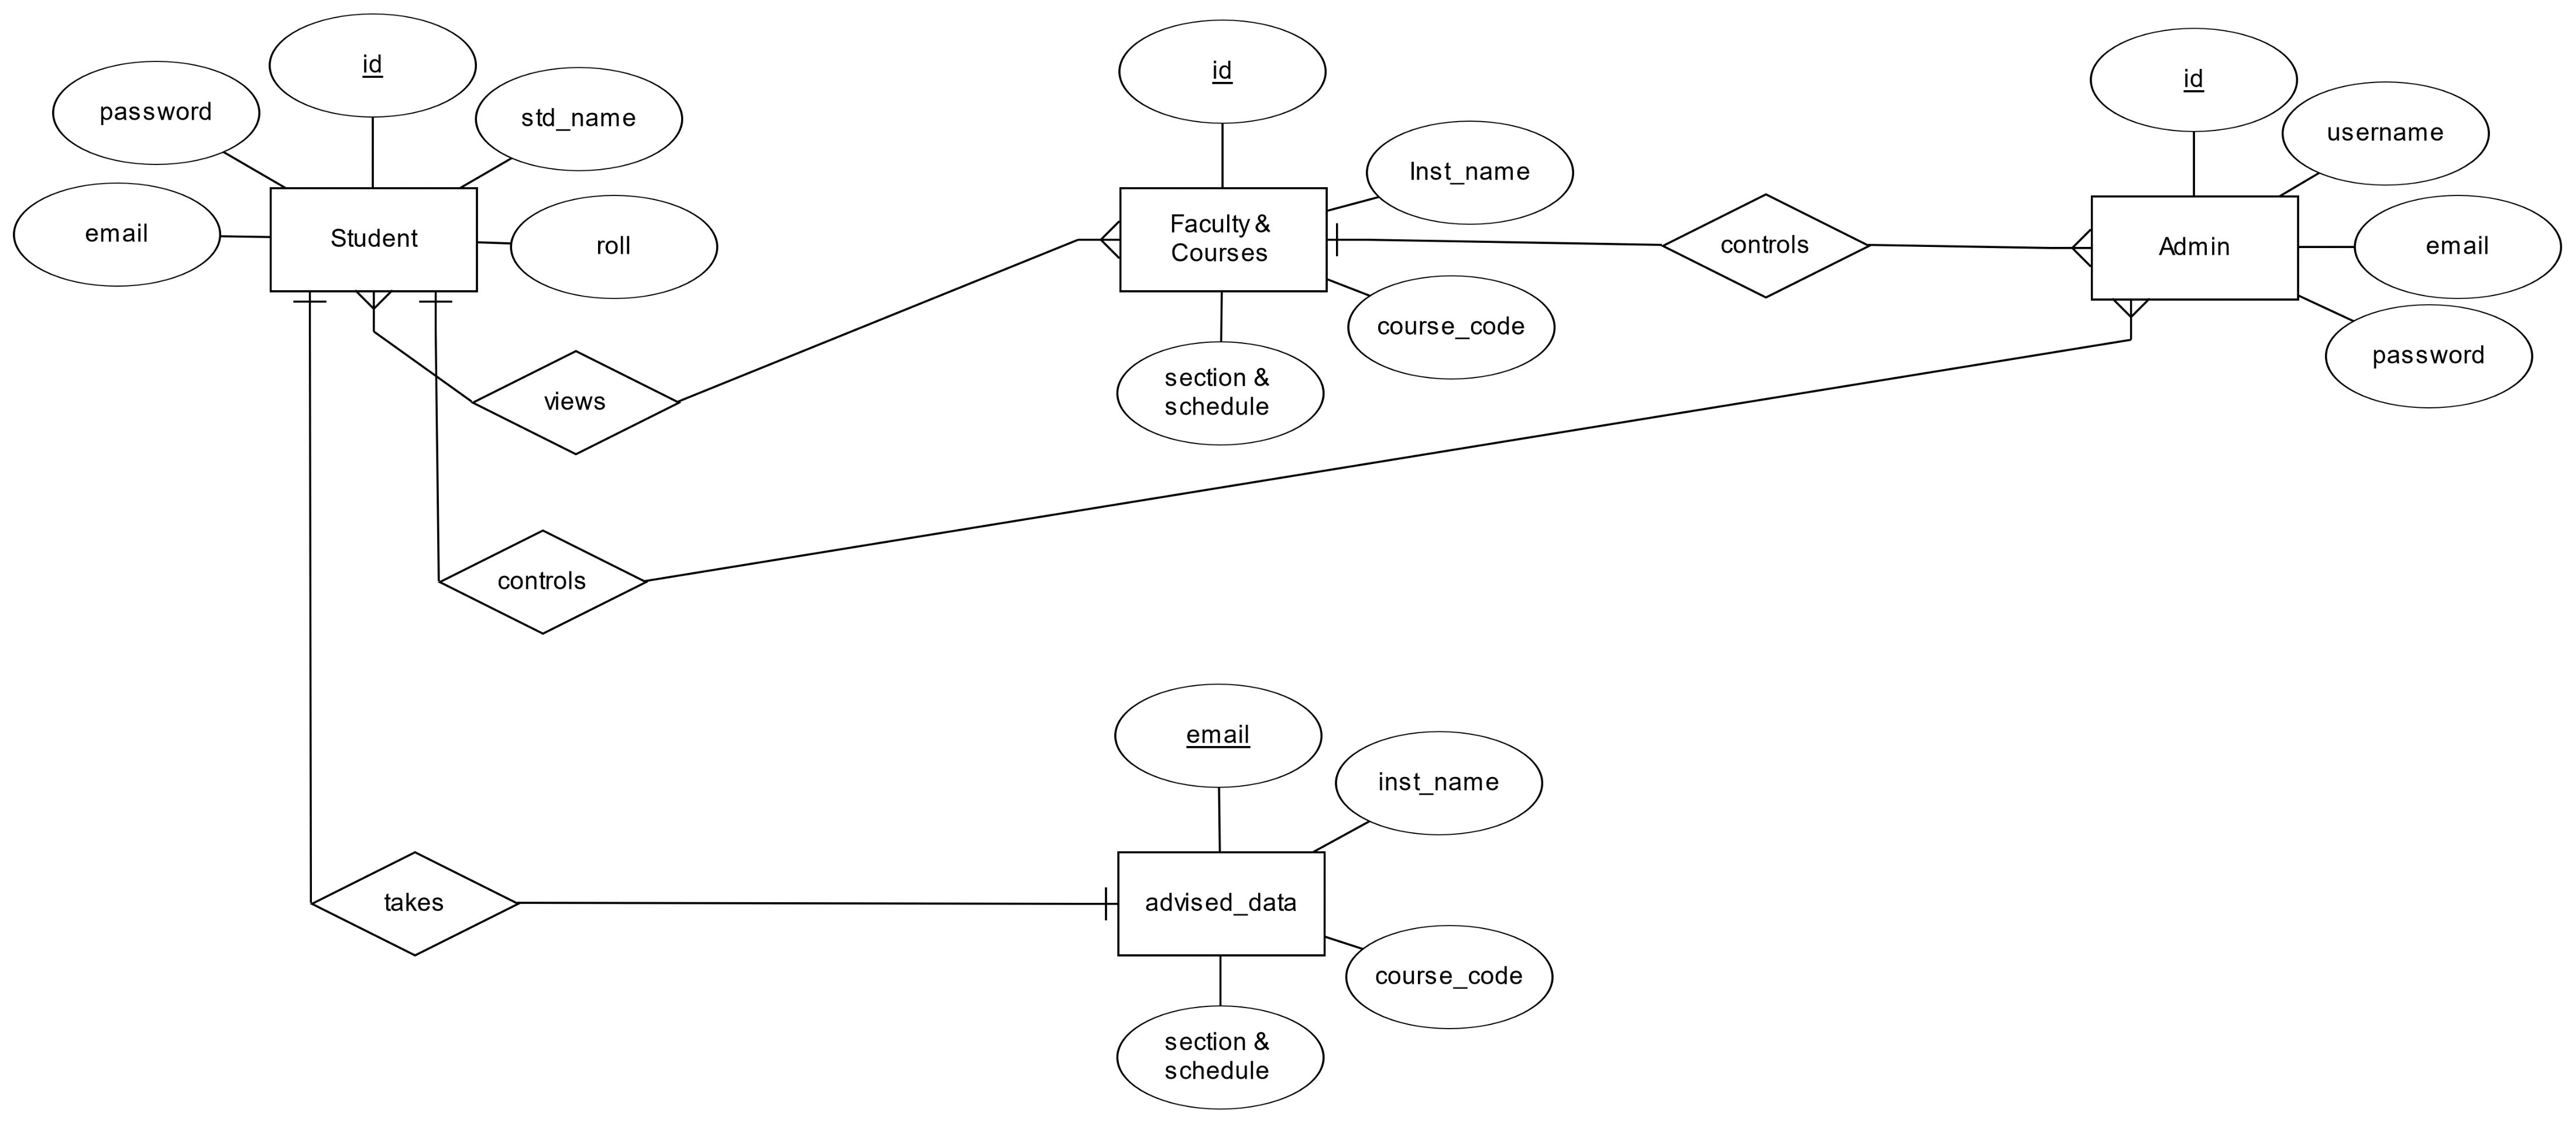 id
password
std_name
email
Student
roll
id
Inst_name
Faculty &
Courses
course_code
section &
schedule
controls
id
username
Admin
email
password
views
controls
email
inst_name
takes
advised_data
course_code
section &
schedule